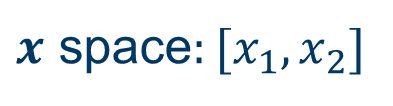 x space: [x₁, x₂]